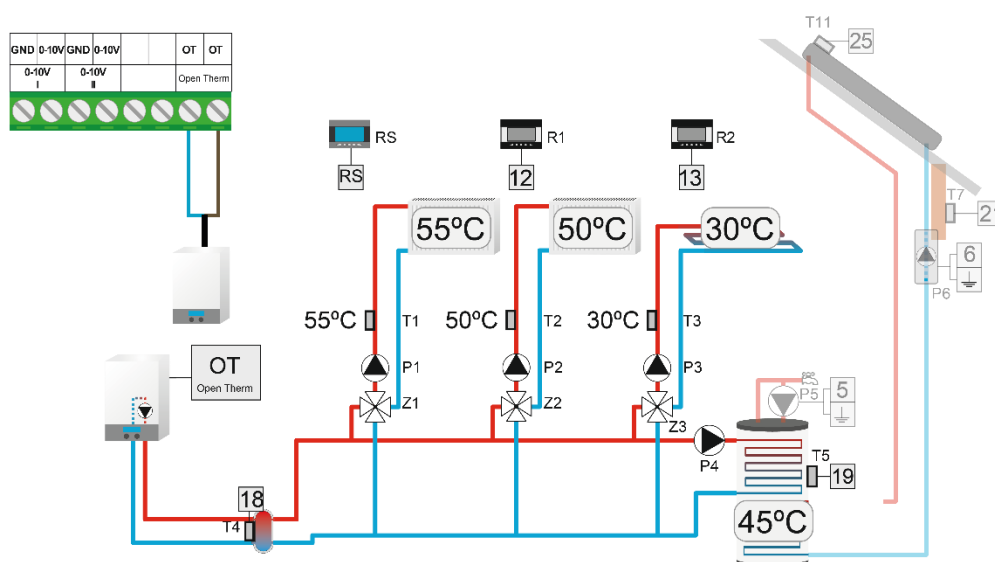 GND 0-10V GND 0-10V OT OT
0-10V 0-10V Open Therm
I II
T11
25
RS
R1
R2
RS
12
13
T7
2
55ºC
50ºC
30ºC
6
P6
55ºC T1
50ºC T2
30ºC T3
OT
Open Therm
P1
P2
P3
P5
5
Z1
Z2
Z3
P4
T5
19
18
T4
45ºC